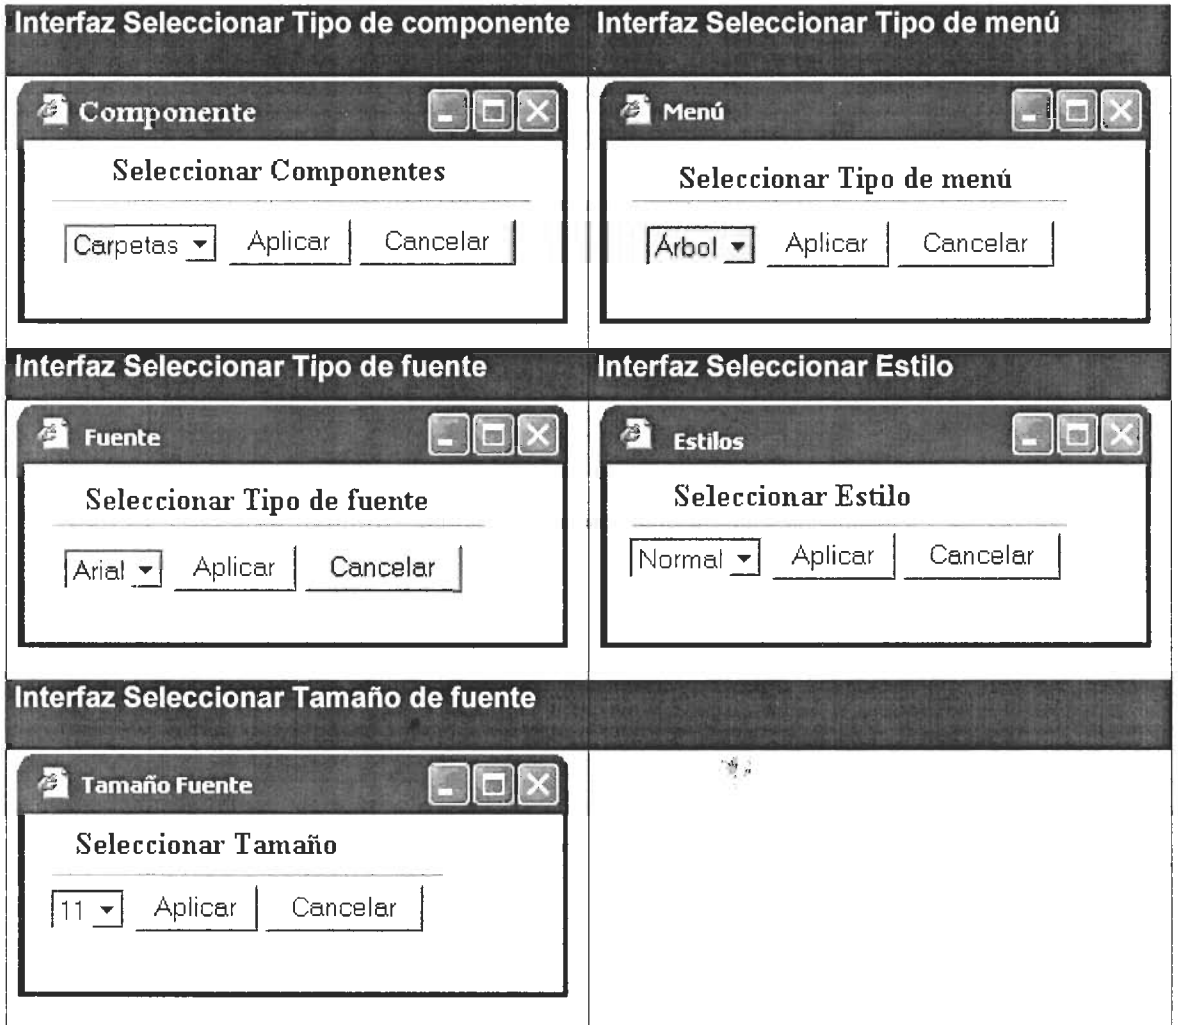 Interfaz Seleccionar Tipo de componente
Interfaz Seleccionar Tipo de menú
Componente
Seleccionar Componentes
Carpetas Aplicar Cancelar
Menú
Seleccionar Tipo de menú
Árbol Aplicar Cancelar
Interfaz Seleccionar Tipo de fuente
Interfaz Seleccionar Estilo
Fuente
Seleccionar Tipo de fuente
Arial Aplicar Cancelar
Estilos
Seleccionar Estilo
Normal Aplicar Cancelar
Interfaz Seleccionar Tamaño de fuente
Tamaño Fuente
Seleccionar Tamaño
11 Aplicar Cancelar